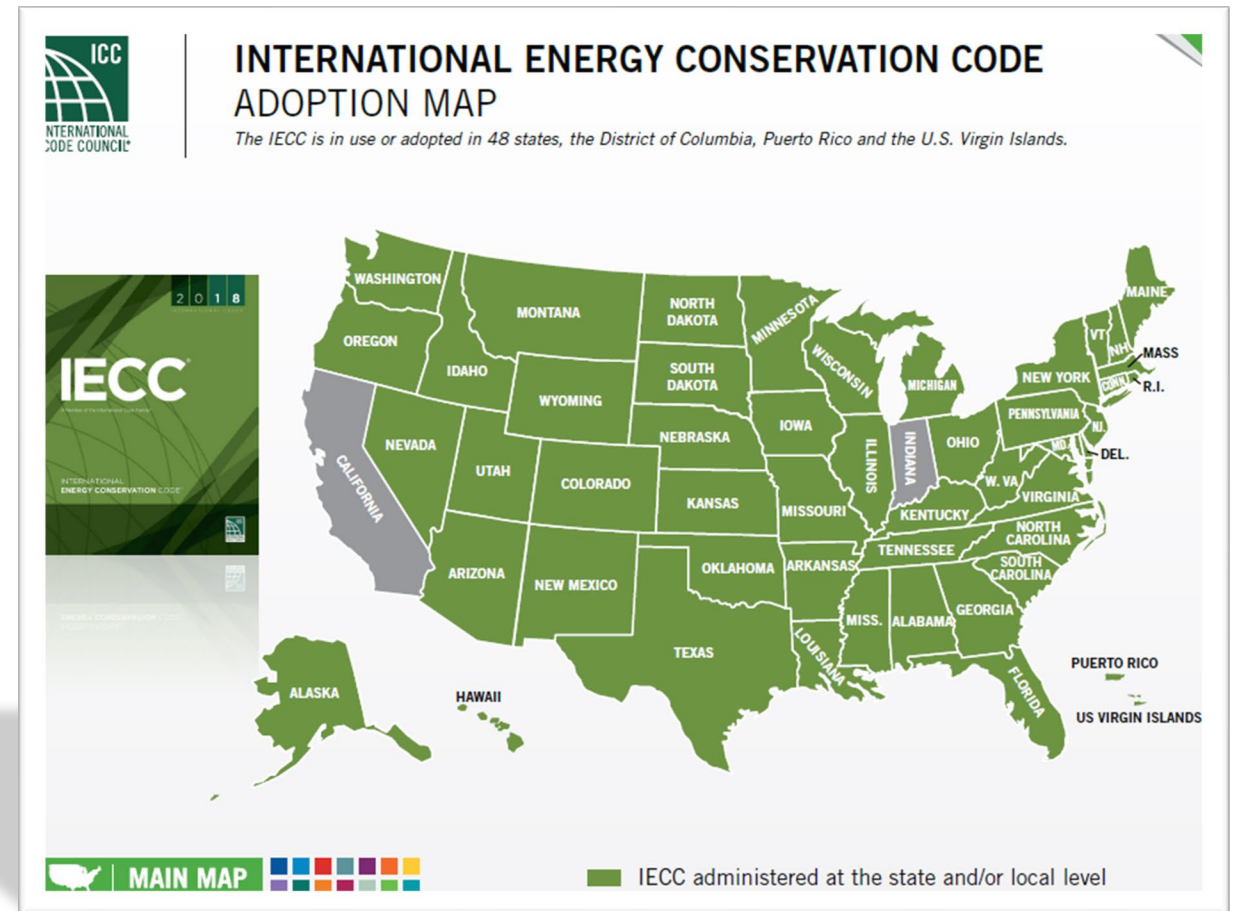 ICC
INTERNATIONAL
CODE COUNCIL®
INTERNATIONAL ENERGY CONSERVATION CODE
ADOPTION MAP
The IECC is in use or adopted in 48 states, the District of Columbia, Puerto Rico and the U.S. Virgin Islands.
2018
IECC®
INTERNATIONAL
ENERGY CONSERVATION CODE®
WASHINGTON
OREGON
IDAHO
MONTANA
WYOMING
NORTH
DAKOTA
SOUTH
DAKOTA
MINNESOTA
WISCONSIN
MICHIGAN
NEW YORK
VT
NH
MAINE
MASS
R.I.
CONN.
CALIFORNIA
NEVADA
UTAH
COLORADO
NEBRASKA
KANSAS
IOWA
MISSOURI
ILLINOIS
INDIANA
OHIO
PENNSYLVANIA
NJ.
MD.
DEL.
W. VA
VIRGINIA
KENTUCKY
NORTH
CAROLINA
TENNESSEE
SOUTH
CAROLINA
ARIZONA
NEW MEXICO
OKLAHOMA
ARKANSAS
TEXAS
LOUISIANA
MISS.
ALABAMA
GEORGIA
FLORIDA
ALASKA
HAWAII
PUERTO RICO
US VIRGIN ISLANDS
MAIN MAP
IECC administered at the state and/or local level